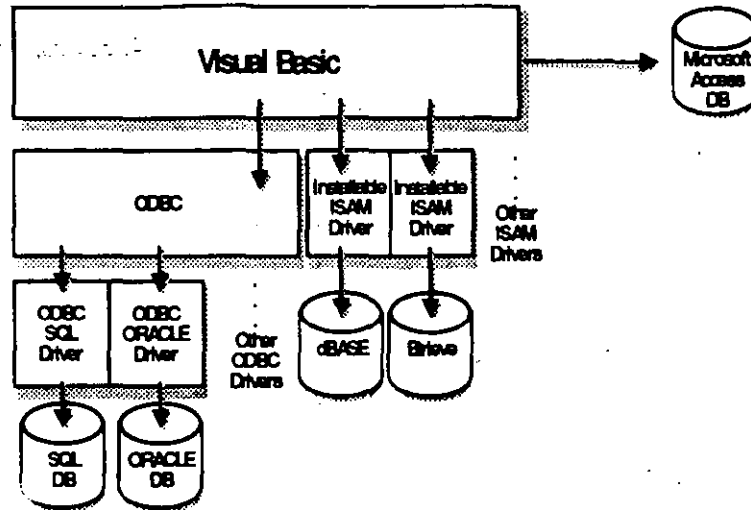 Visual Basic
Microsoft
Access
DB
ODBC
Installable
ISAM
Driver
Installable
ISAM
Driver
Other
ISAM
Drivers
ODBC
SQL
Driver
ODBC
ORACLE
Driver
Other
ODBC
Drivers
dBASE
Btrieve
SQL
DB
ORACLE
DB